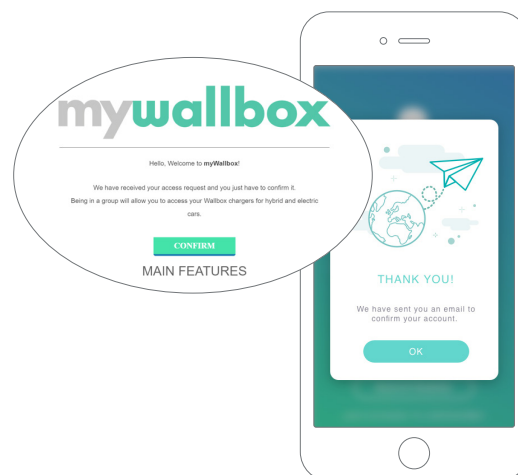 mywallbox
Hello, Welcome to myWallbox!
We have received your access request and you just have to confirm it.
Being in a group will allow you to access your Wallbox chargers for hybrid and electric
cars.
CONFIRM
MAIN FEATURES
THANK YOU!
We have sent you an email to
confirm your account.
OK